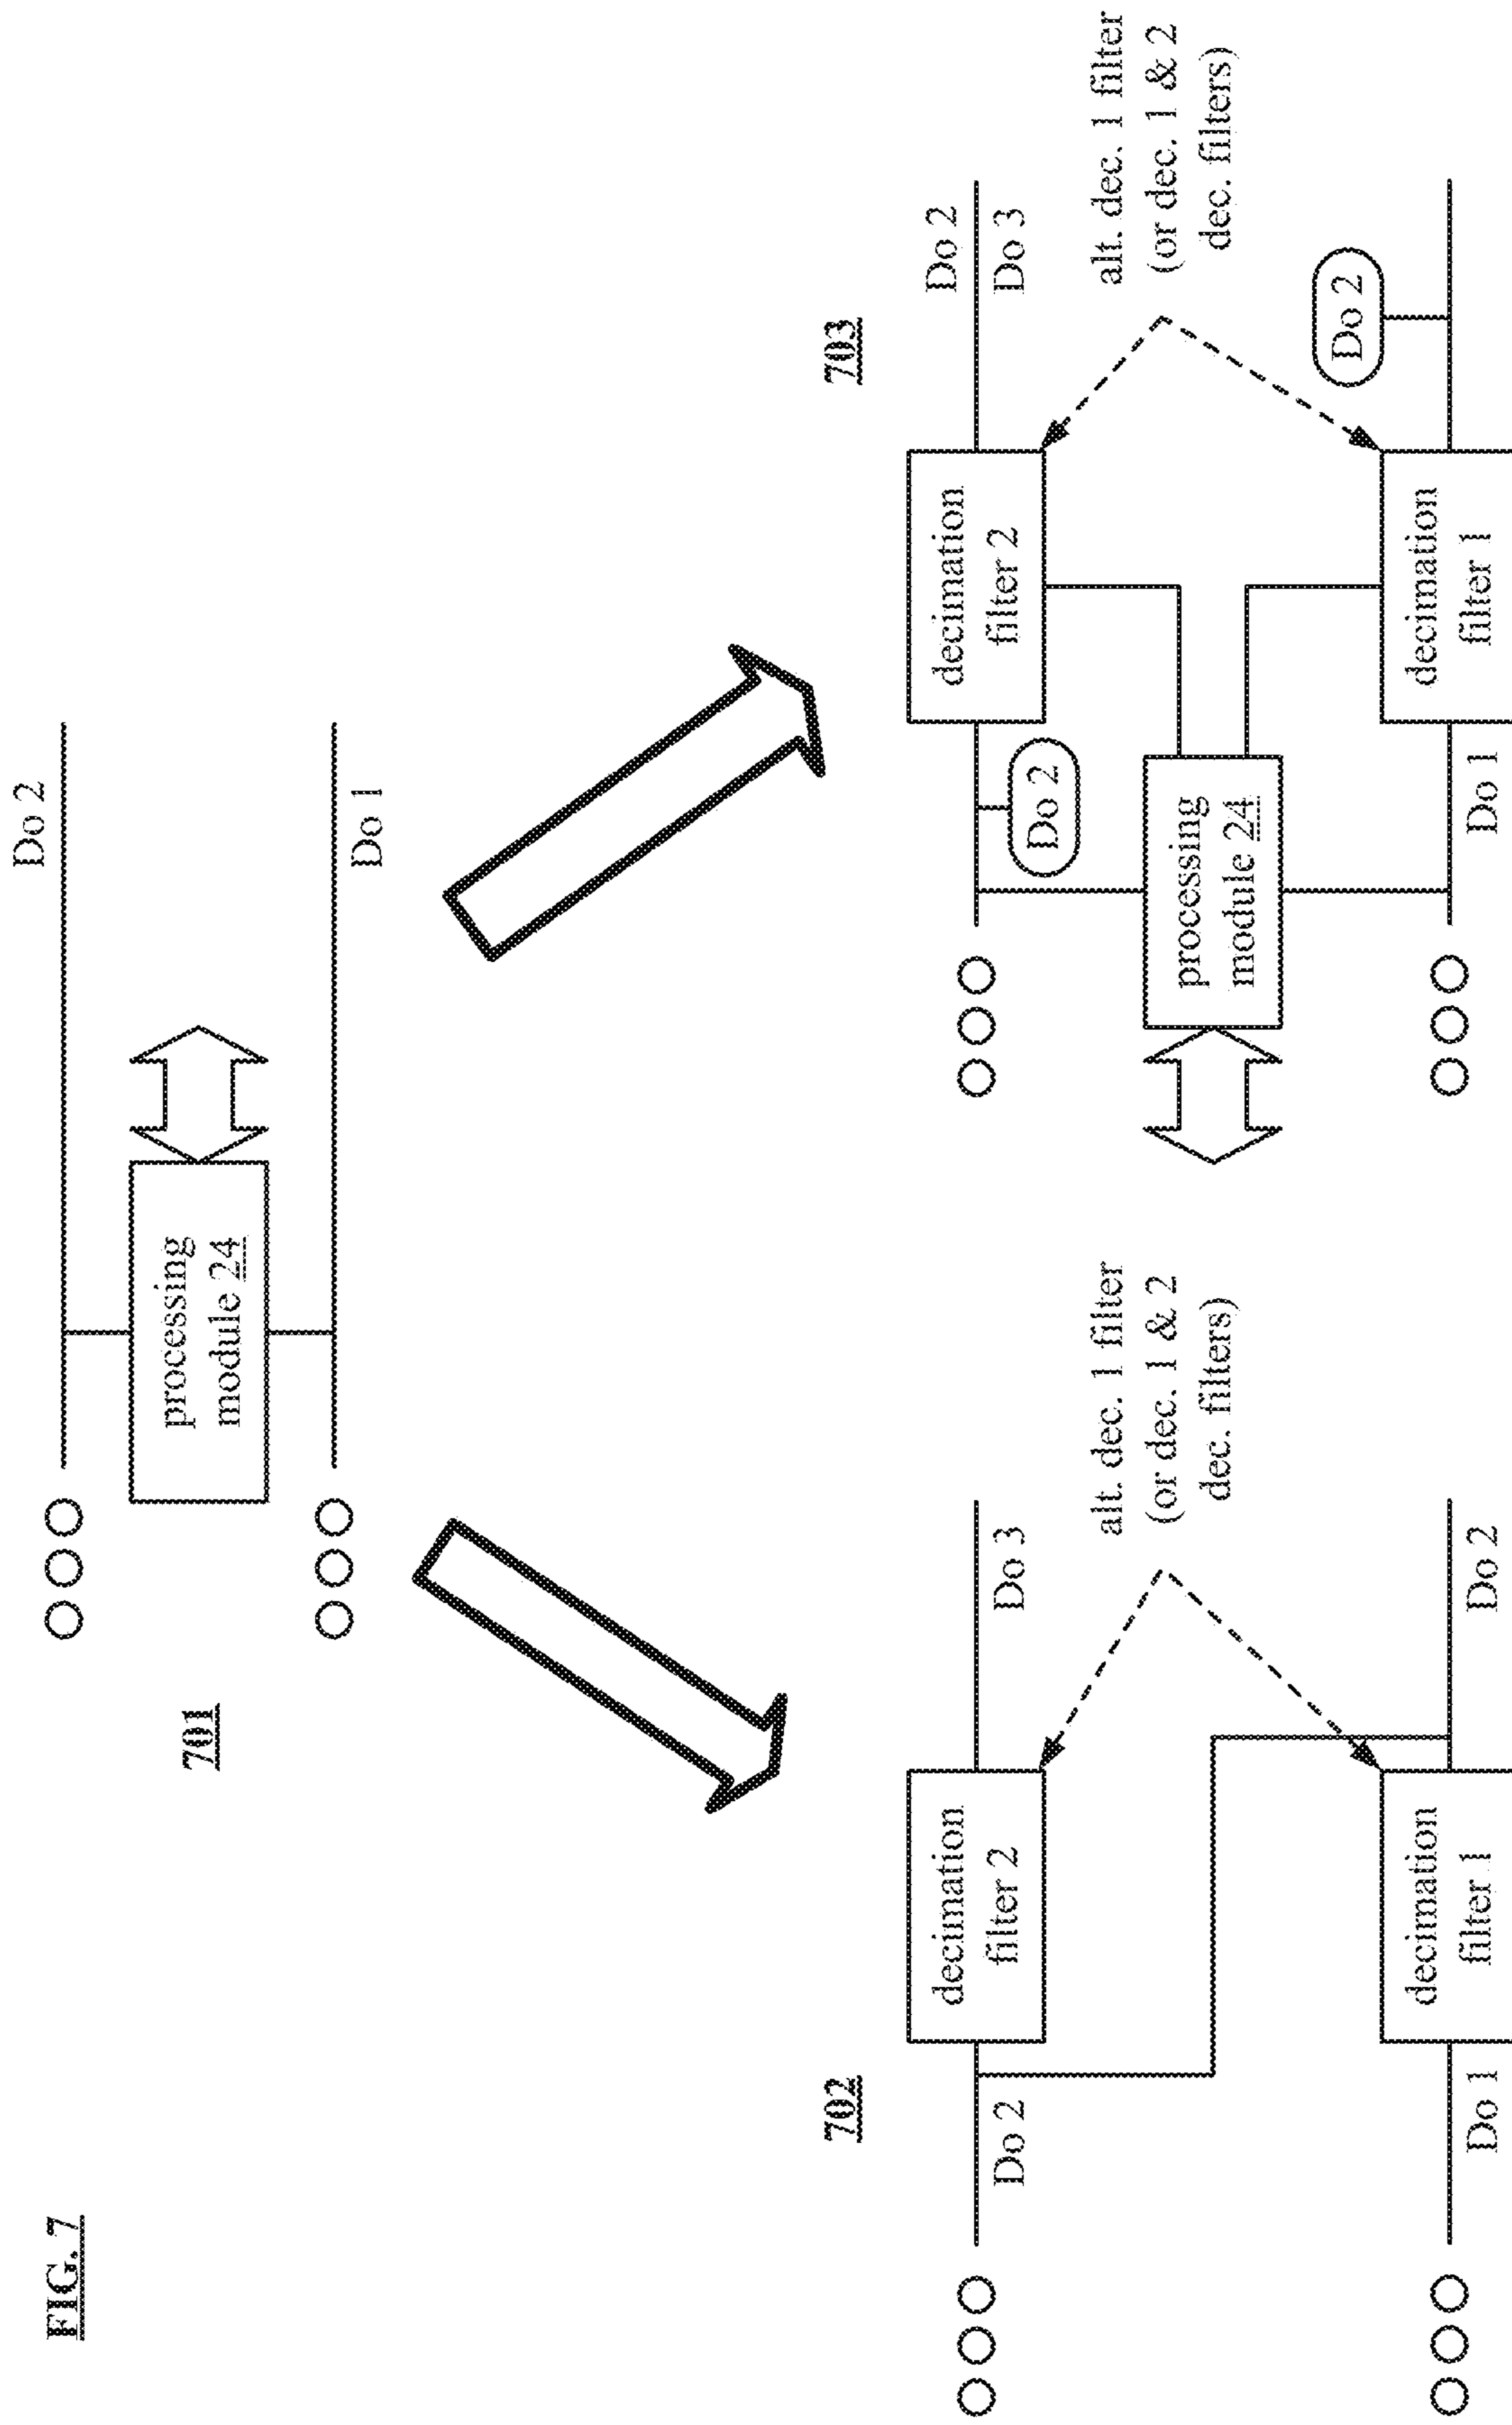 FIG. 7
701
Do 2
processing
module 24
Do 1
702
Do 2
decimation
filter 2
Do 3
alt. dec. 1 filter
(or dec. 1 & 2
dec. filters)
Do 1
decimation
filter 1
Do 2
703
Do 2
decimation
filter 2
Do 2
Do 3
alt. dec. 1 filter
(or dec. 1 & 2
dec. filters)
processing
module 24
Do 2
Do 1
decimation
filter 1